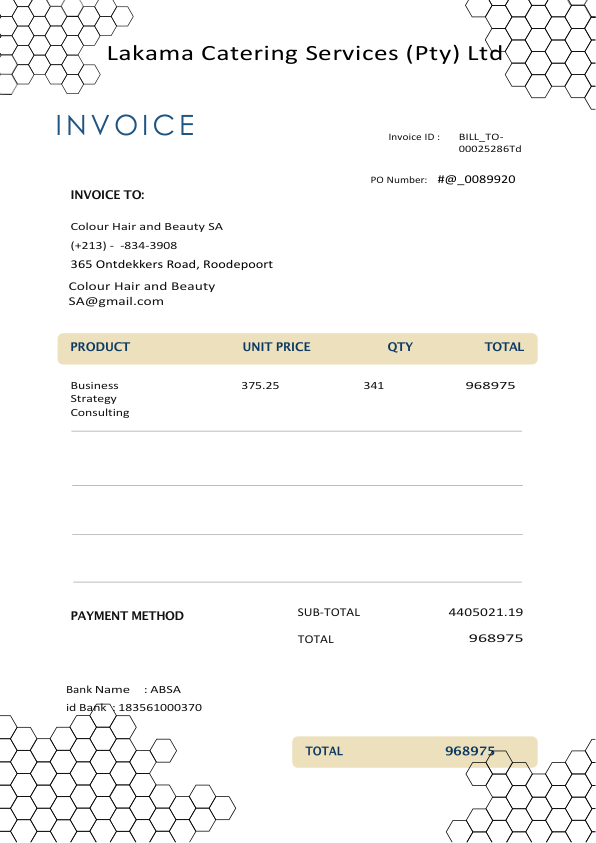 Lakama Catering Services (Pty) Ltd
INVOICE
Invoice ID : BILL_TO-
00025286Td
PO Number: #@_0089920
INVOICE TO:
Colour Hair and Beauty SA
(+213) - -834-3908
365 Ontdekkers Road, Roodepoort
Colour Hair and Beauty
SA@gmail.com
PRODUCT UNIT PRICE QTY TOTAL
Business 375.25 341 968975
Strategy
Consulting
PAYMENT METHOD
SUB-TOTAL 4405021.19
TOTAL 968975
Bank Name : ABSA
id Bank : 183561000370
TOTAL 968975